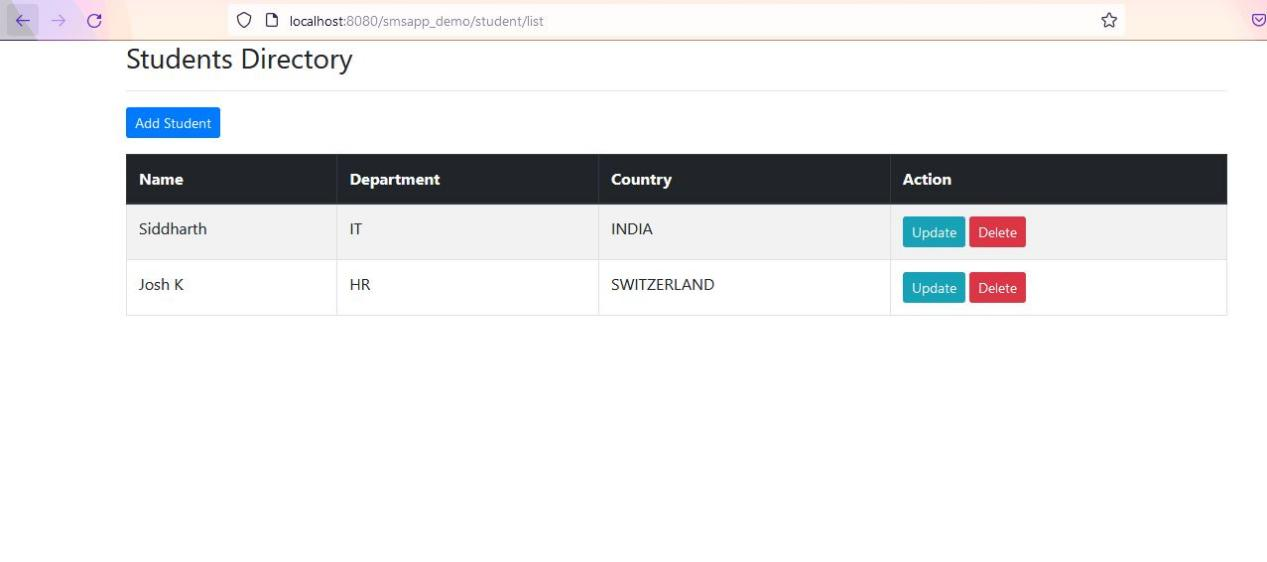 localhost:8080/smsapp_demo/student/list
Students Directory
Add Student
Name Department Country Action
Siddharth IT INDIA Update Delete
Josh K HR SWITZERLAND Update Delete